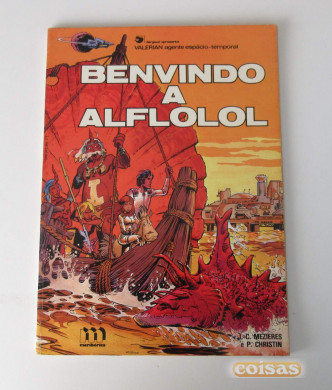 VALERIAN agente espácio-temporal
BENVINDO
A
ALFLOLOL
J.-C. MEZIERES
e P. CHRISTIN
m
meribérica
coisas